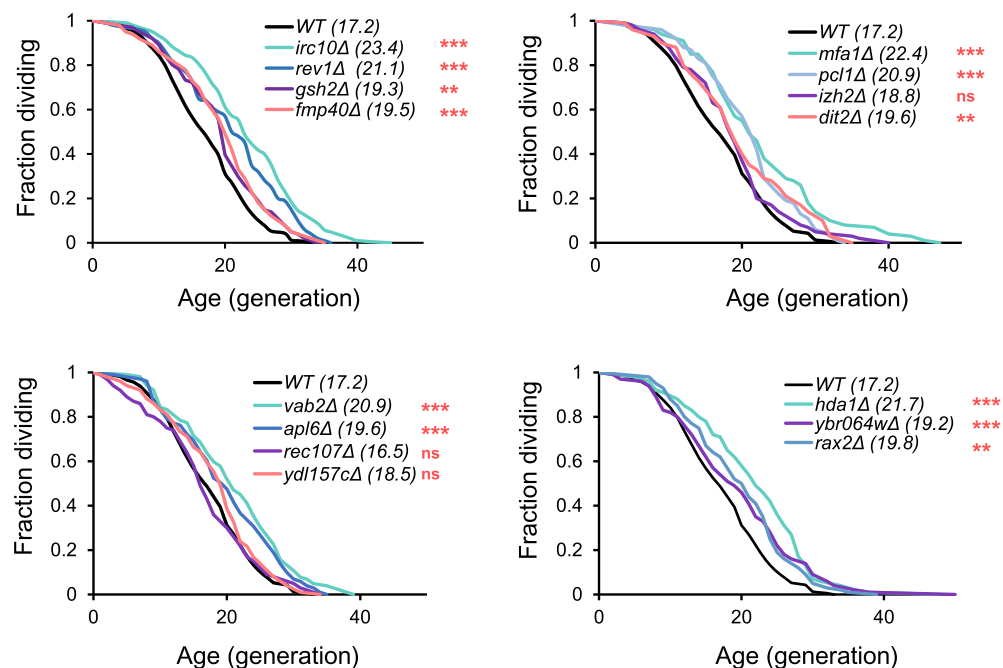 1
0.8
0.6
0.4
0.2
0
0 20 40
Fraction dividing
Age (generation)
WT (17.2)
irc10Δ (23.4) ***
rev1Δ (21.1) ***
gsh2Δ (19.3) **
fmp40Δ (19.5) ***
1
0.8
0.6
0.4
0.2
0
0 20 40
Fraction dividing
Age (generation)
WT (17.2)
mfa1Δ (22.4) ***
pcl1Δ (20.9) ***
izh2Δ (18.8) ns
dit2Δ (19.6) **
1
0.8
0.6
0.4
0.2
0
0 20 40
Fraction dividing
Age (generation)
WT (17.2)
vab2Δ (20.9) ***
apl6Δ (19.6) ***
rec107Δ (16.5) ns
ydl157cΔ (18.5) ns
1
0.8
0.6
0.4
0.2
0
0 20 40
Fraction dividing
Age (generation)
WT (17.2)
hda1Δ (21.7) ***
ybr064wΔ (19.2) ***
rax2Δ (19.8) **